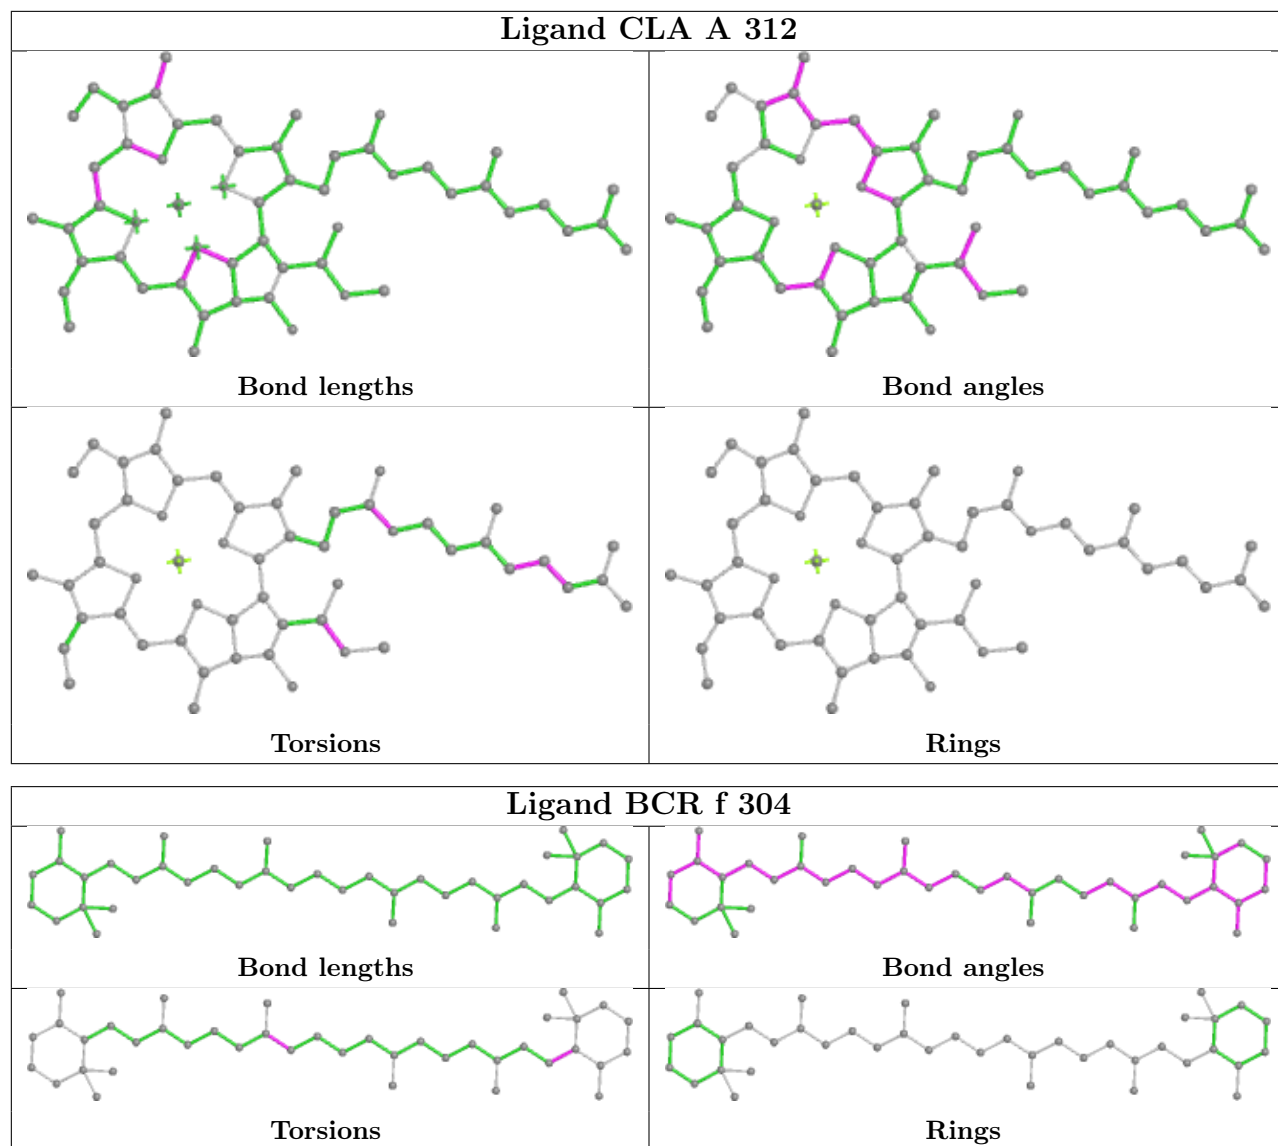 Ligand CLA A 312
Bond lengths
Bond angles
Torsions
Rings
Ligand BCR f 304
Bond lengths
Bond angles
Torsions
Rings